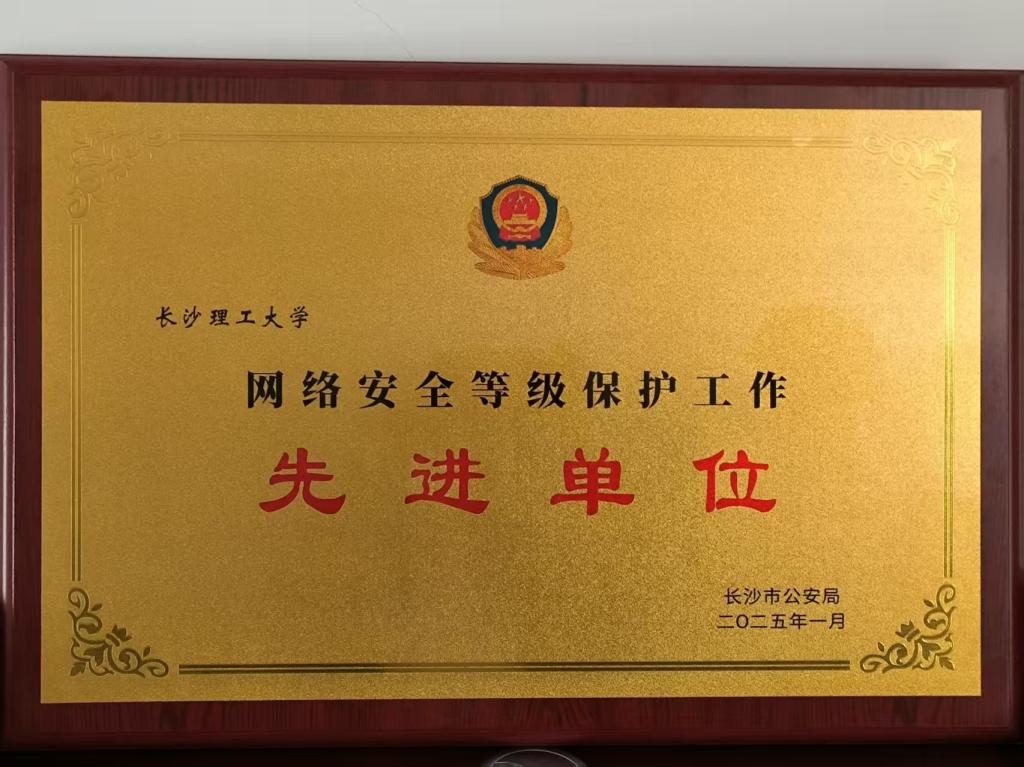 长沙理工大学
网络安全等级保护工作
先进单位
长沙市公安局
二〇二五年一月